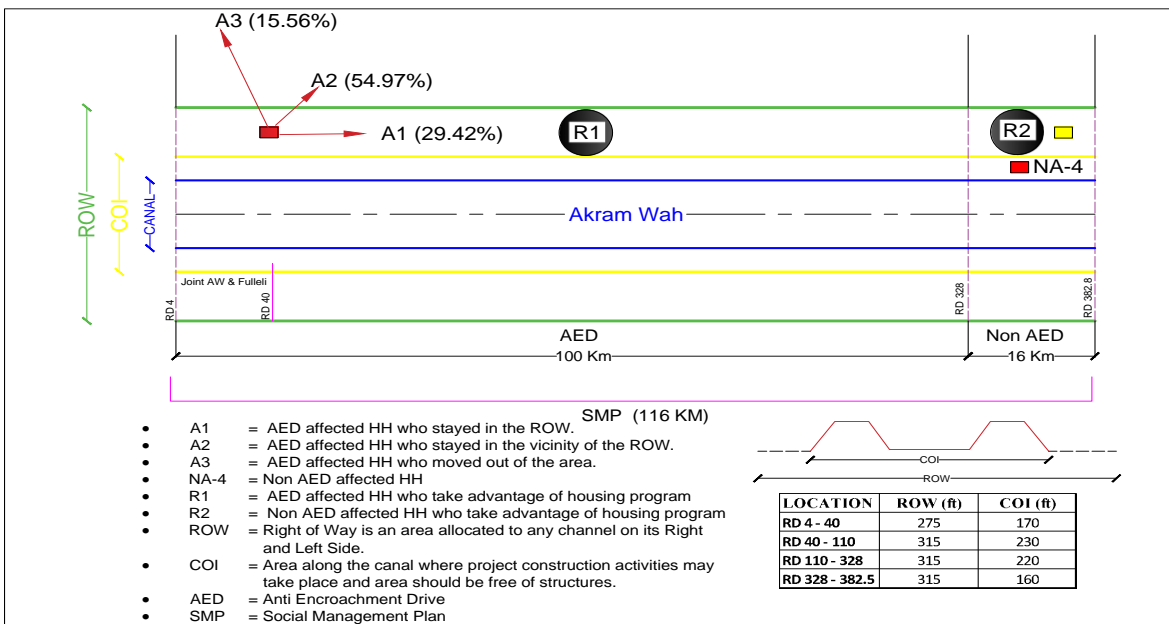 A3 (15.56%)
A2 (54.97%)
A1 (29.42%)
R1
R2
NA-4
ROW
COI
CANAL
Akram Wah
Joint AW & Fulleli
RD 4
RD 40
RD 328
RD 382.8
AED
Non AED
100 Km
16 Km
SMP (116 KM)
• A1 = AED affected HH who stayed in the ROW.
• A2 = AED affected HH who stayed in the vicinity of the ROW.
• A3 = AED affected HH who moved out of the area.
• NA-4 = Non AED affected HH
• R1 = AED affected HH who take advantage of housing program
• R2 = Non AED affected HH who take advantage of housing program
• ROW = Right of Way is an area allocated to any channel on its Right
and Left Side.
• COI = Area along the canal where project construction activities may
take place and area should be free of structures.
• AED = Anti Encroachment Drive
• SMP = Social Management Plan
COI
ROW
LOCATION ROW (ft) COI (ft)
RD 4 - 40 275 170
RD 40 - 110 315 230
RD 110 - 328 315 220
RD 328 - 382.5 315 160